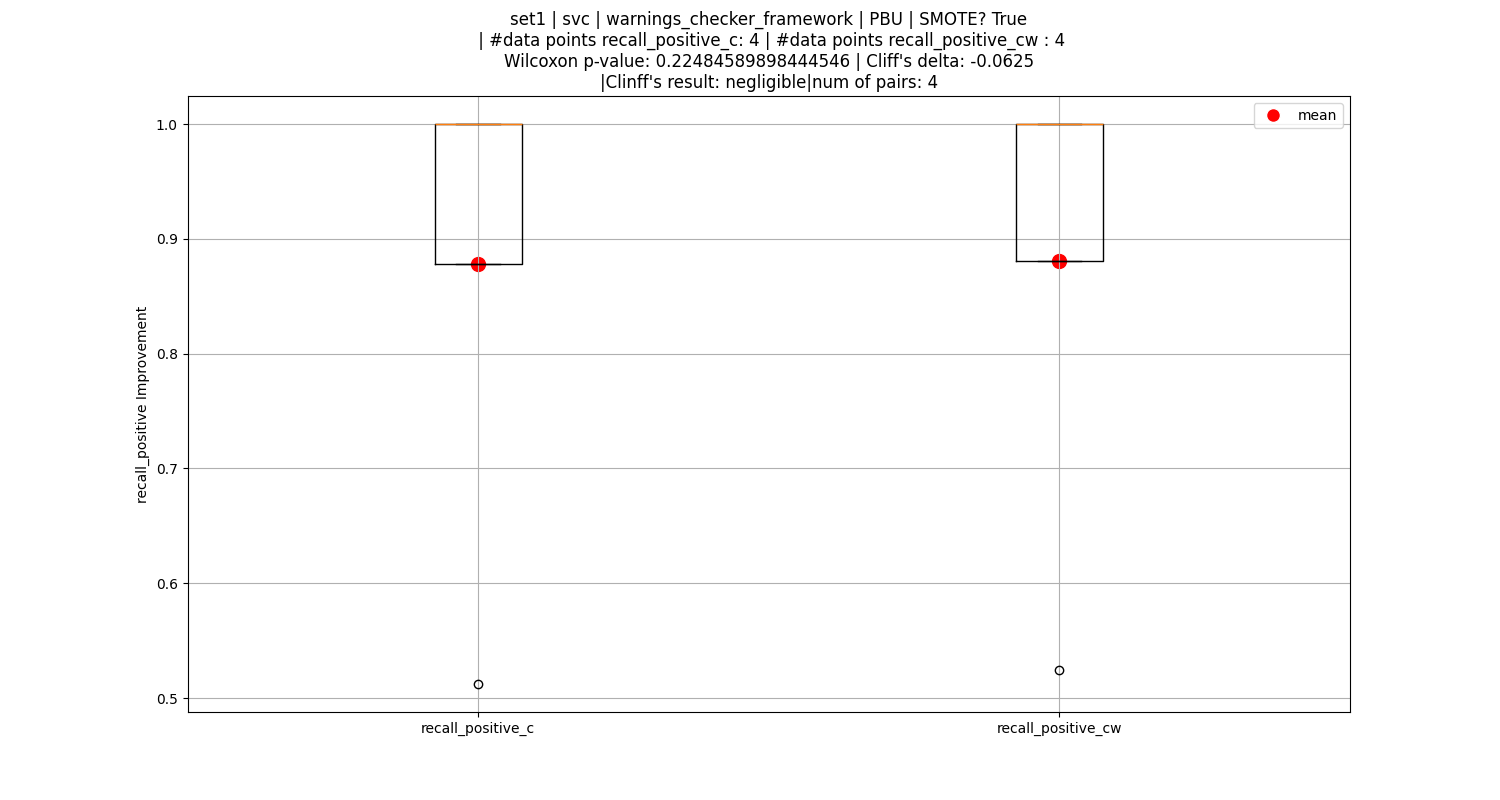 set1 | svc | warnings_checker_framework | PBU | SMOTE? True
| #data points recall_positive_c: 4 | #data points recall_positive_cw : 4
Wilcoxon p-value: 0.22484589898444546 | Cliff's delta: -0.0625
|Clinff's result: negligible|num of pairs: 4
mean
1.0
0.9
0.8
0.7
0.6
0.5
recall_positive Improvement
recall_positive_c
recall_positive_cw